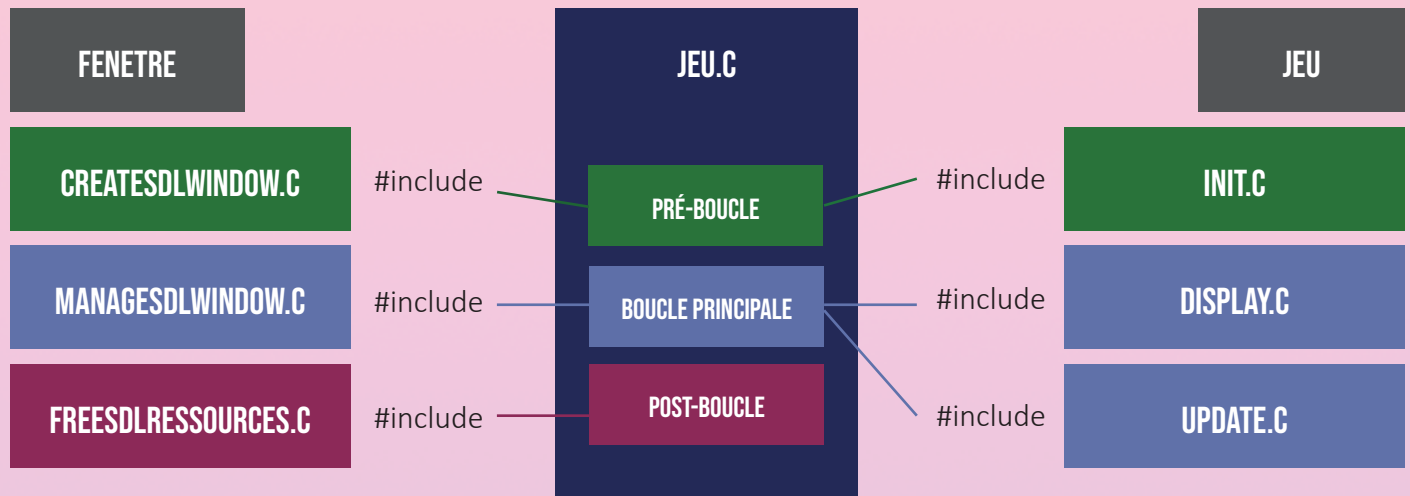 FENETRE
JEU.C
JEU
CREATESDLWINDOW.C
#include
PRÉ-BOUCLE
#include
INIT.C
MANAGESDLWINDOW.C
#include
BOUCLE PRINCIPALE
#include
DISPLAY.C
FREESDLRESSOURCES.C
#include
POST-BOUCLE
#include
UPDATE.C